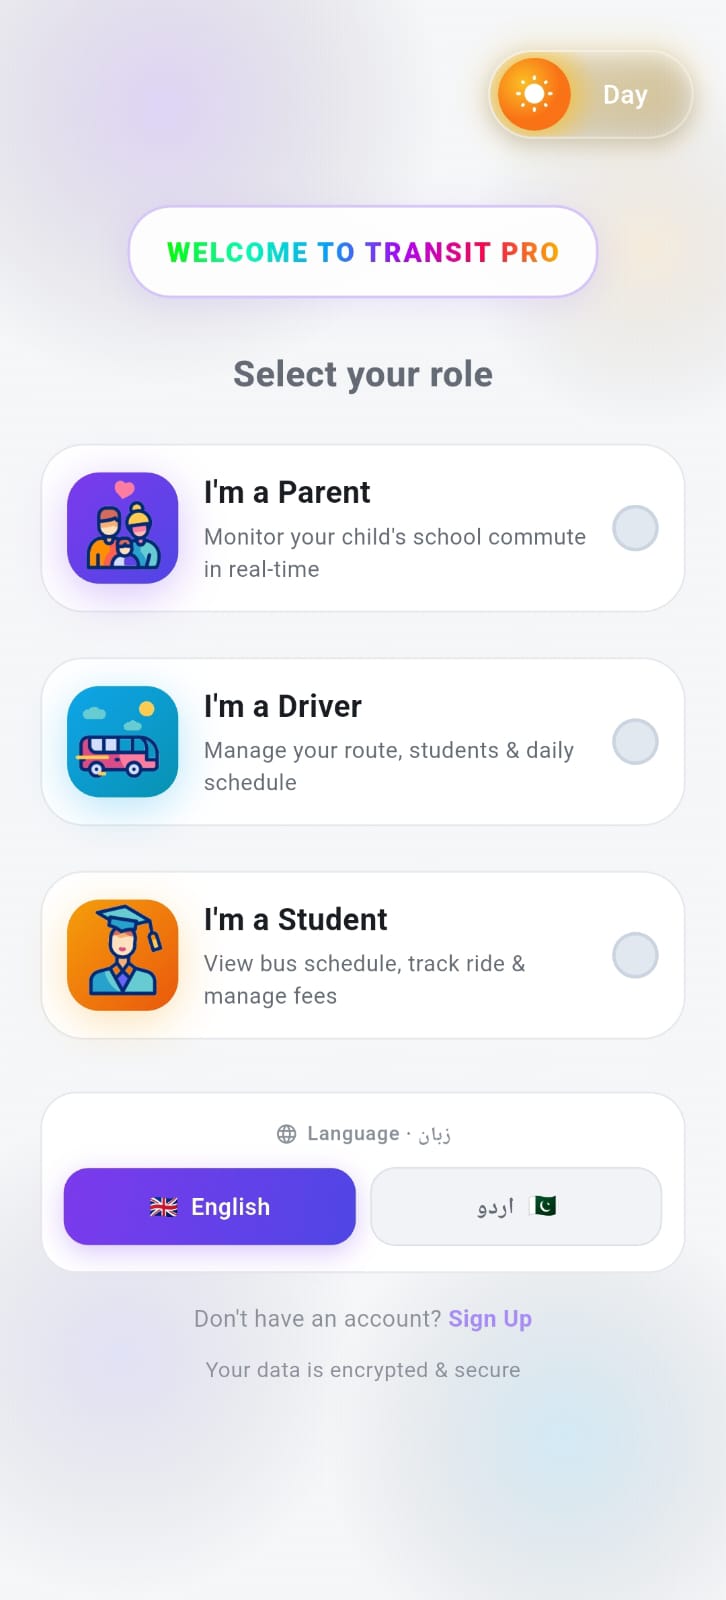 Day
WELCOME TO TRANSIT PRO
Select your role
I'm a Parent
Monitor your child's school commute
in real-time
I'm a Driver
Manage your route, students & daily
schedule
I'm a Student
View bus schedule, track ride &
manage fees
Language · زبان
🇬🇧 English
اردو 🇵🇰
Don't have an account? Sign Up
Your data is encrypted & secure